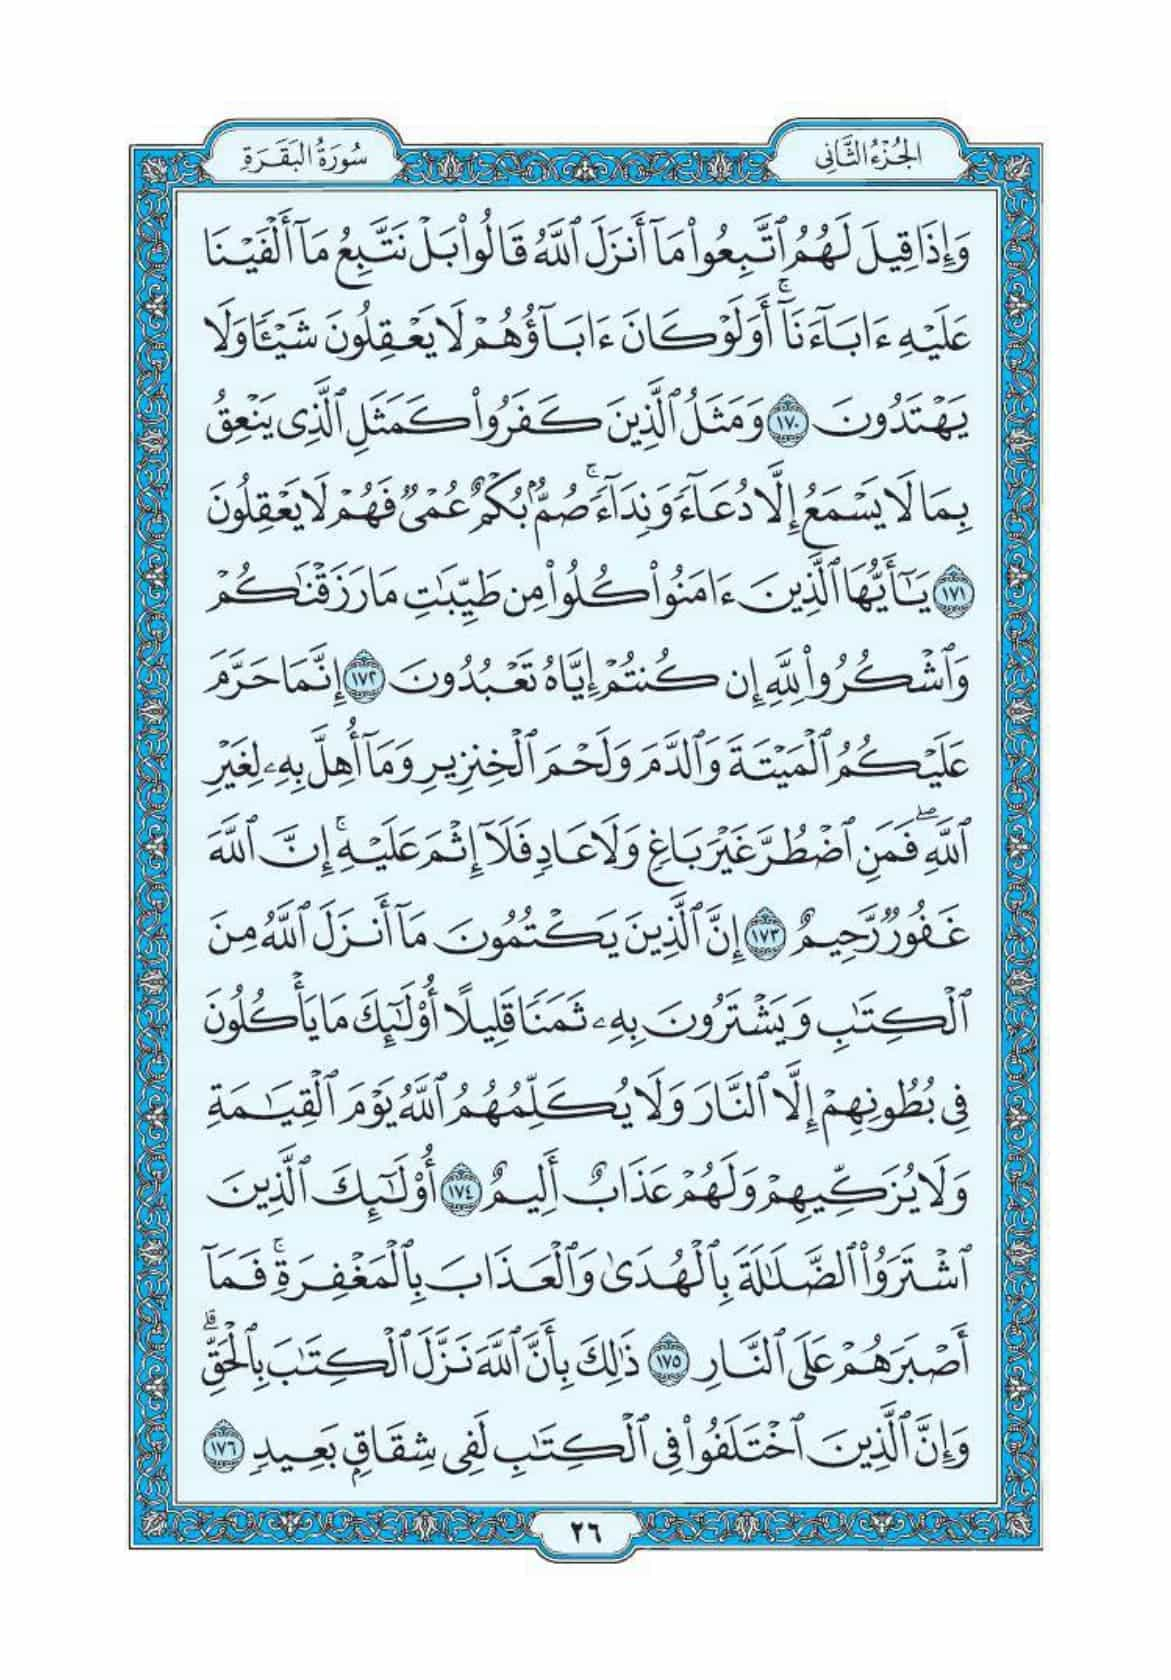 الجُزْءُ الثَّانِي
سُورَةُ البَقَرَةِ
وَإِذَا قِيلَ لَهُمُ ٱتَّبِعُوا۟ مَآ أَنزَلَ ٱللَّهُ قَالُوا۟ بَلْ نَتَّبِعُ مَآ أَلْفَيْنَا
عَلَيْهِ ءَابَآءَنَآ ۚ أَوَلَوْ كَانَ ءَابَآؤُهُمْ لَا يَعْقِلُونَ شَيْـًٔا وَلَا
يَهْتَدُونَ ١٧٠ وَمَثَلُ ٱلَّذِينَ كَفَرُوا۟ كَمَثَلِ ٱلَّذِى يَنْعِقُ
بِمَا لَا يَسْمَعُ إِلَّا دُعَآءً وَنِدَآءً ۚ صُمٌّۢ بُكْمٌ عُمْىٌ فَهُمْ لَا يَعْقِلُونَ
١٧١ يَـٰٓأَيُّهَا ٱلَّذِينَ ءَامَنُوا۟ كُلُوا۟ مِن طَيِّبَـٰتِ مَا رَزَقْنَـٰكُمْ
وَٱشْكُرُوا۟ لِلَّهِ إِن كُنتُمْ إِيَّاهُ تَعْبُدُونَ ١٧٢ إِنَّمَا حَرَّمَ
عَلَيْكُمُ ٱلْمَيْتَةَ وَٱلدَّمَ وَلَحْمَ ٱلْخِنزِيرِ وَمَآ أُهِلَّ بِهِۦ لِغَيْرِ
ٱللَّهِ ۖ فَمَنِ ٱضْطُرَّ غَيْرَ بَاغٍ وَلَا عَادٍ فَلَآ إِثْمَ عَلَيْهِ ۚ إِنَّ ٱللَّهَ
غَفُورٌ رَّحِيمٌ ١٧٣ إِنَّ ٱلَّذِينَ يَكْتُمُونَ مَآ أَنزَلَ ٱللَّهُ مِنَ
ٱلْكِتَـٰبِ وَيَشْتَرُونَ بِهِۦ ثَمَنًا قَلِيلًا أُو۟لَـٰٓئِكَ مَا يَأْكُلُونَ
فِى بُطُونِهِمْ إِلَّا ٱلنَّارَ وَلَا يُكَلِّمُهُمُ ٱللَّهُ يَوْمَ ٱلْقِيَـٰمَةِ
وَلَا يُزَكِّيهِمْ وَلَهُمْ عَذَابٌ أَلِيمٌ ١٧٤ أُو۟لَـٰٓئِكَ ٱلَّذِينَ
ٱشْتَرَوُا۟ ٱلضَّلَـٰلَةَ بِٱلْهُدَىٰ وَٱلْعَذَابَ بِٱلْمَغْفِرَةِ ۚ فَمَآ
أَصْبَرَهُمْ عَلَى ٱلنَّارِ ١٧٥ ذَٰلِكَ بِأَنَّ ٱللَّهَ نَزَّلَ ٱلْكِتَـٰبَ بِٱلْحَقِّ ۗ
وَإِنَّ ٱلَّذِينَ ٱخْتَلَفُوا۟ فِى ٱلْكِتَـٰبِ لَفِى شِقَاقٍۭ بَعِيدٍ ١٧٦
٢٦